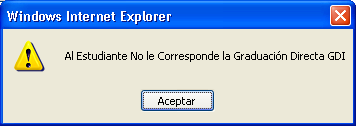 Windows Internet Explorer
Al Estudiante No le Corresponde la Graduación Directa GDI
Aceptar